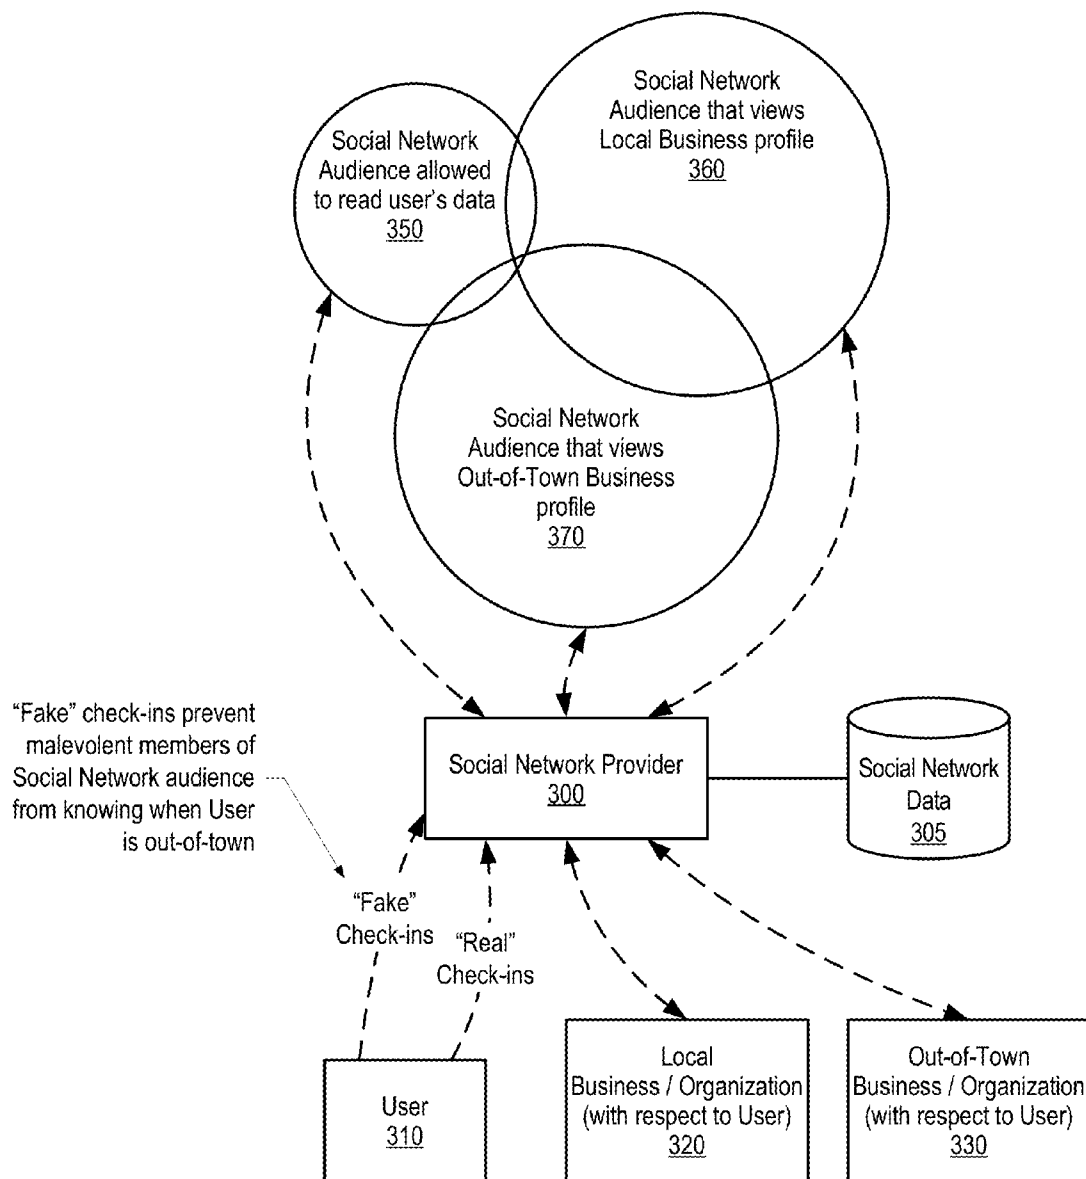 Social Network
Audience that views
Local Business profile
360
Social Network
Audience allowed
to read user's data
350
Social Network
Audience that views
Out-of-Town Business
profile
370
“Fake” check-ins prevent
malevolent members of
Social Network audience
from knowing when User
is out-of-town
Social Network Provider
300
Social Network
Data
305
“Fake”
Check-ins
“Real”
Check-ins
User
310
Local
Business / Organization
(with respect to User)
320
Out-of-Town
Business / Organization
(with respect to User)
330